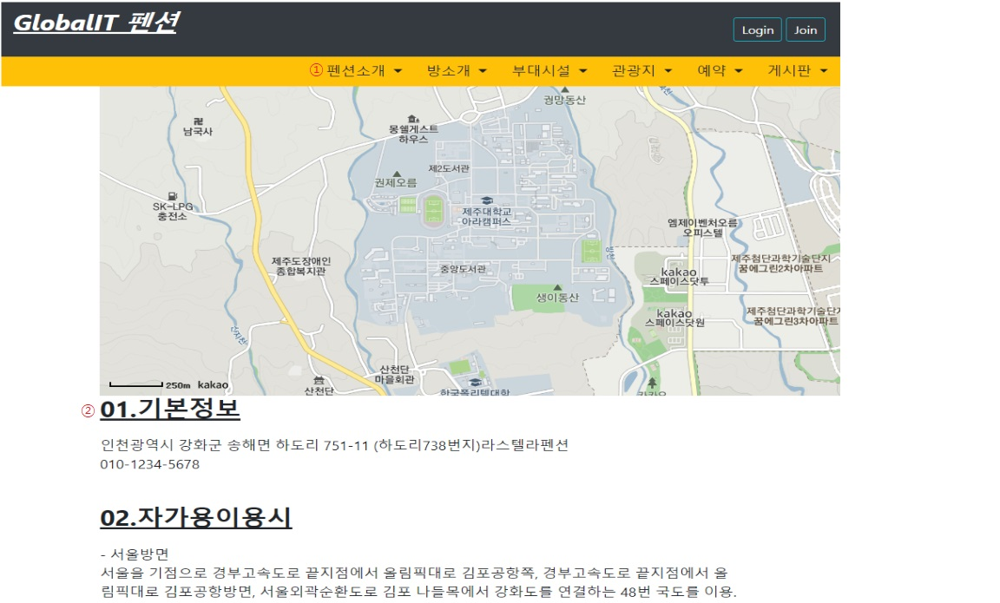 GlobalIT 펜션
Login Join
① 펜션소개 방소개 부대시설 관광지 예약 게시판
경망동산
남국사
몽쉘게스트
하우스
제2도서관
권제오름
SK-LPG
충전소
제주대학교
아라캠퍼스
엠제이벤처오름
오피스텔
방천
제주도장애인
종합복지관
중앙도서관
제주첨단과학기술단지
꿈에그린2차아파트
kakao
스페이스닷투
생이동산
kakao
스페이스닷원
제주첨단과학기술단지
꿈에그린3차아파트
산지천
산천단
마을회관
250m kakao
산천단
한국폴리텍대학
② 01.기본정보
인천광역시 강화군 송해면 하도리 751-11 (하도리738번지)라스텔라펜션
010-1234-5678
02.자가용이용시
- 서울방면
서울을 기점으로 경부고속도로 끝지점에서 올림픽대로 김포공항쪽, 경부고속도로 끝지점에서 올
림픽대로 김포공항방면, 서울외곽순환도로 김포 나들목에서 강화도를 연결하는 48번 국도를 이용.